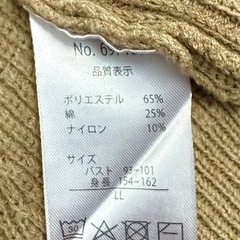 No.
品質表示
ポリエステル 65%
綿 25%
ナイロン 10%
サイズ
バスト 93~101
身長 154~162
LL
30